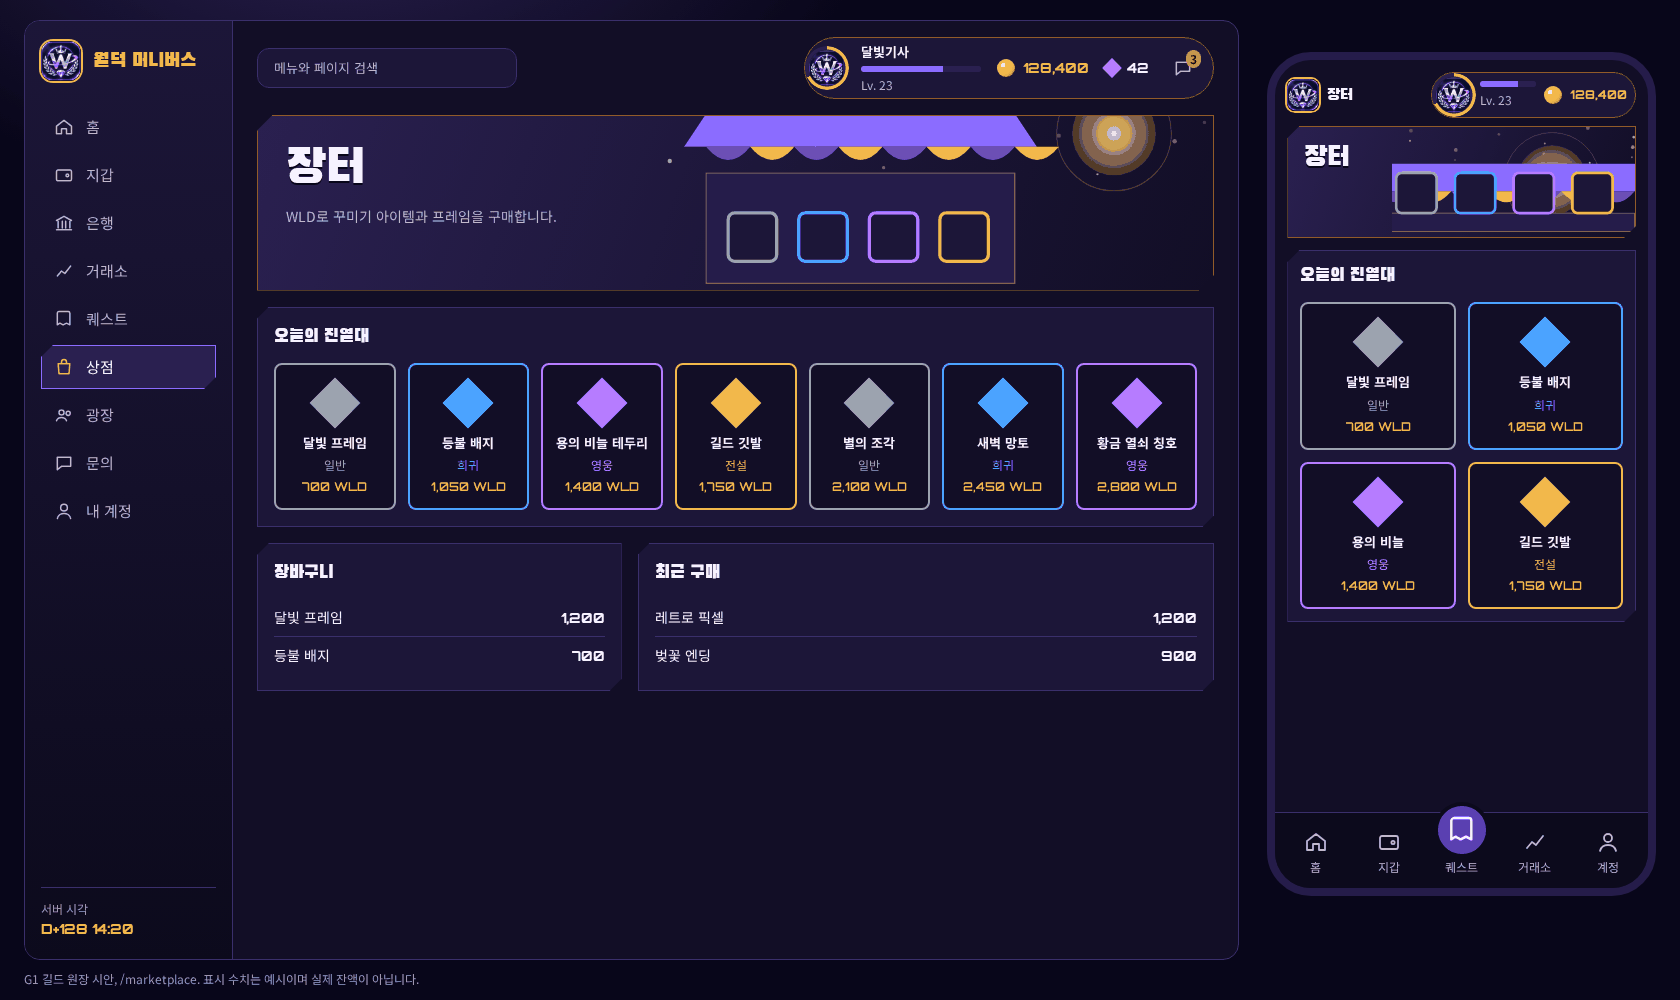 원덕 머니버스
홈
지갑
은행
거래소
퀘스트
상점
광장
문의
내 계정
서버 시각
D+128 14:20
메뉴와 페이지 검색
달빛기사
Lv. 23
128,400
42
3
장터
WLD로 꾸미기 아이템과 프레임을 구매합니다.
오늘의 진열대
달빛 프레임
일반
700 WLD
등불 배지
희귀
1,050 WLD
용의 비늘 테두리
영웅
1,400 WLD
길드 깃발
전설
1,750 WLD
별의 조각
일반
2,100 WLD
새벽 망토
희귀
2,450 WLD
황금 열쇠 칭호
영웅
2,800 WLD
장바구니
달빛 프레임 1,200
등불 배지 700
최근 구매
레트로 픽셀 1,200
벚꽃 엔딩 900
W
장터
Lv. 23
128,400
장터
오늘의 진열대
달빛 프레임
일반
700 WLD
등불 배지
희귀
1,050 WLD
용의 비늘
영웅
1,400 WLD
길드 깃발
전설
1,750 WLD
홈
지갑
퀘스트
거래소
계정
G1 길드 원장 시안, /marketplace. 표시 수치는 예시이며 실제 잔액이 아닙니다.